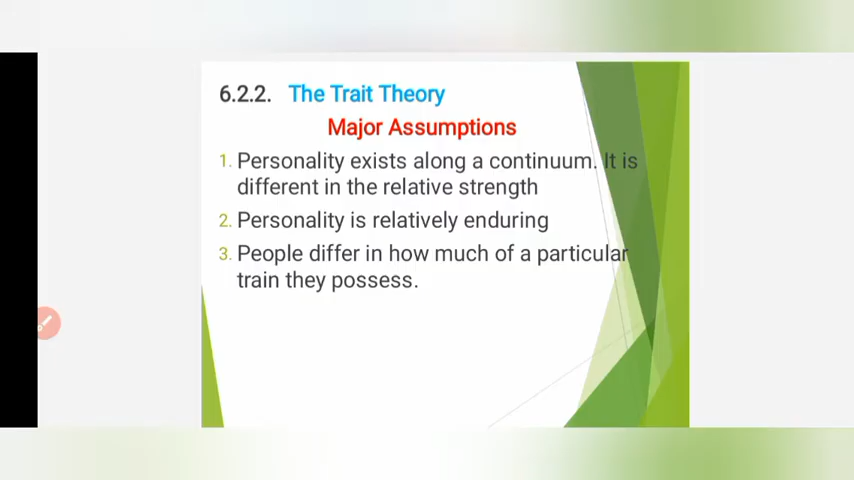 6.2.2. The Trait Theory
Major Assumptions
1. Personality exists along a continuum. It is
different in the relative strength
2. Personality is relatively enduring
3. People differ in how much of a particular
train they possess.